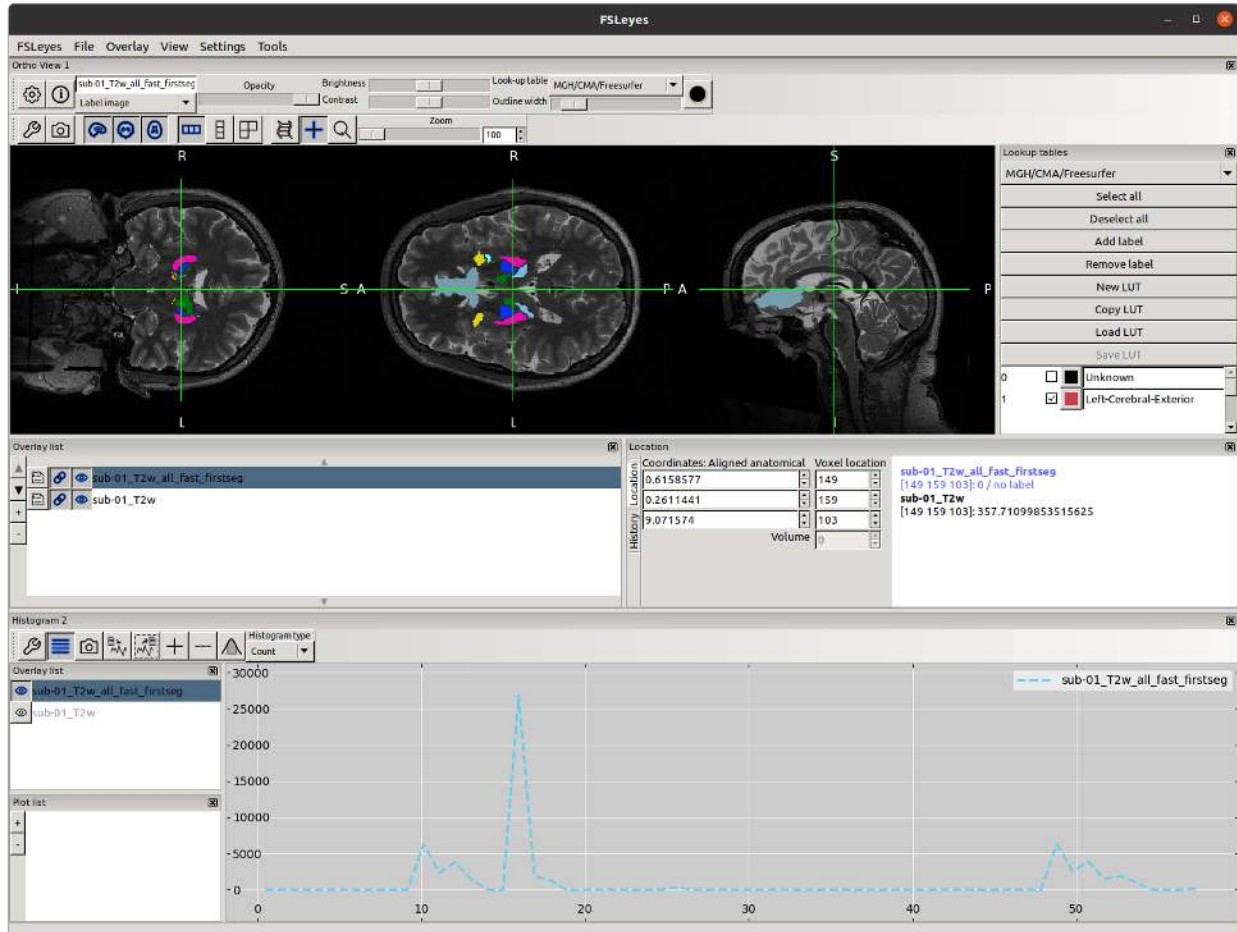 FSLeyes
FSLeyes File Overlay View Settings Tools
Ortho View 1
sub-01_T2w_all_fast_firstseg
Label image
Opacity
Brightness
Contrast
Look-up table
MGH/CMA/Freesurfer
Outline width
Zoom
100
R
L
I
S
R
L
A
P
S
I
A
P
Lookup tables
MGH/CMA/Freesurfer
Select all
Deselect all
Add label
Remove label
New LUT
Copy LUT
Load LUT
Save LUT
0 Unknown
1 Left-Cerebral-Exterior
Overlay list
sub-01_T2w_all_fast_firstseg
sub-01_T2w
Location
Location
History
Coordinates: Aligned anatomical Voxel location
0.6158577 149
0.2611441 159
9.071574 103
Volume 0
sub-01_T2w_all_fast_firstseg
[149 159 103]: 0 / no label
sub-01_T2w
[149 159 103]: 357.71099853515625
Histogram 2
Histogram type
Count
Overlay list
sub-01_T2w_all_fast_firstseg
sub-01_T2w
Plot list
30000
25000
20000
15000
10000
5000
0
0 10 20 30 40 50
sub-01_T2w_all_fast_firstseg